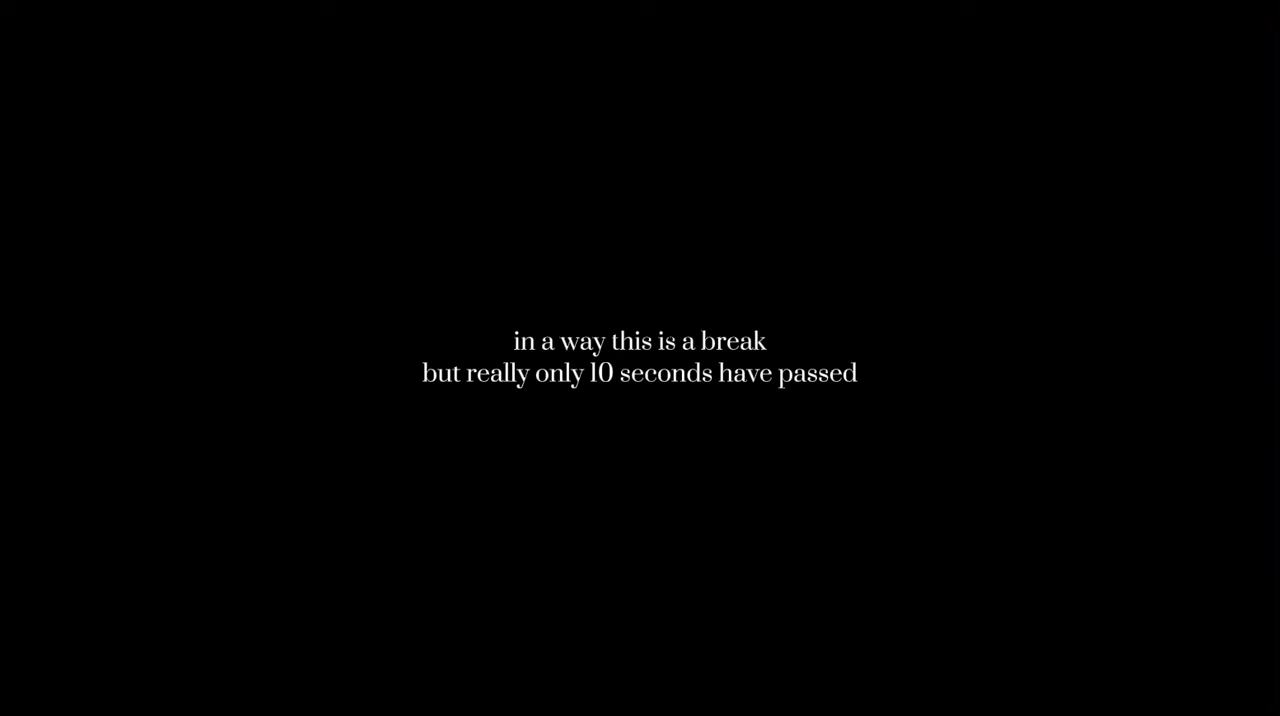 in a way this is a break
but really only 10 seconds have passed